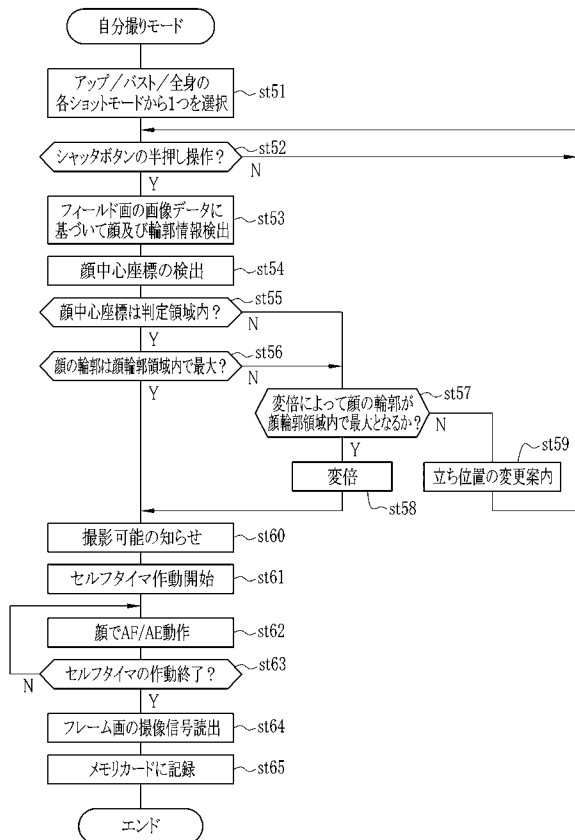 自分撮りモード
アップ/バスト/全身の
各ショットモードから1つを選択
st51
シャッタボタンの半押し操作?
st52
N
Y
フィールド画の画像データに
基づいて顔及び輪郭情報検出
st53
顔中心座標の検出
st54
顔中心座標は判定領域内?
st55
N
Y
顔の輪郭は顔輪郭領域内で最大?
st56
N
Y
変倍によって顔の輪郭が
顔輪郭領域内で最大となるか?
st57
N
Y
変倍
st58
立ち位置の変更案内
st59
撮影可能の知らせ
st60
セルフタイマ作動開始
st61
顔でAF/AE動作
st62
セルフタイマの作動終了?
st63
N
Y
フレーム画の撮像信号読出
st64
メモリカードに記録
st65
エンド